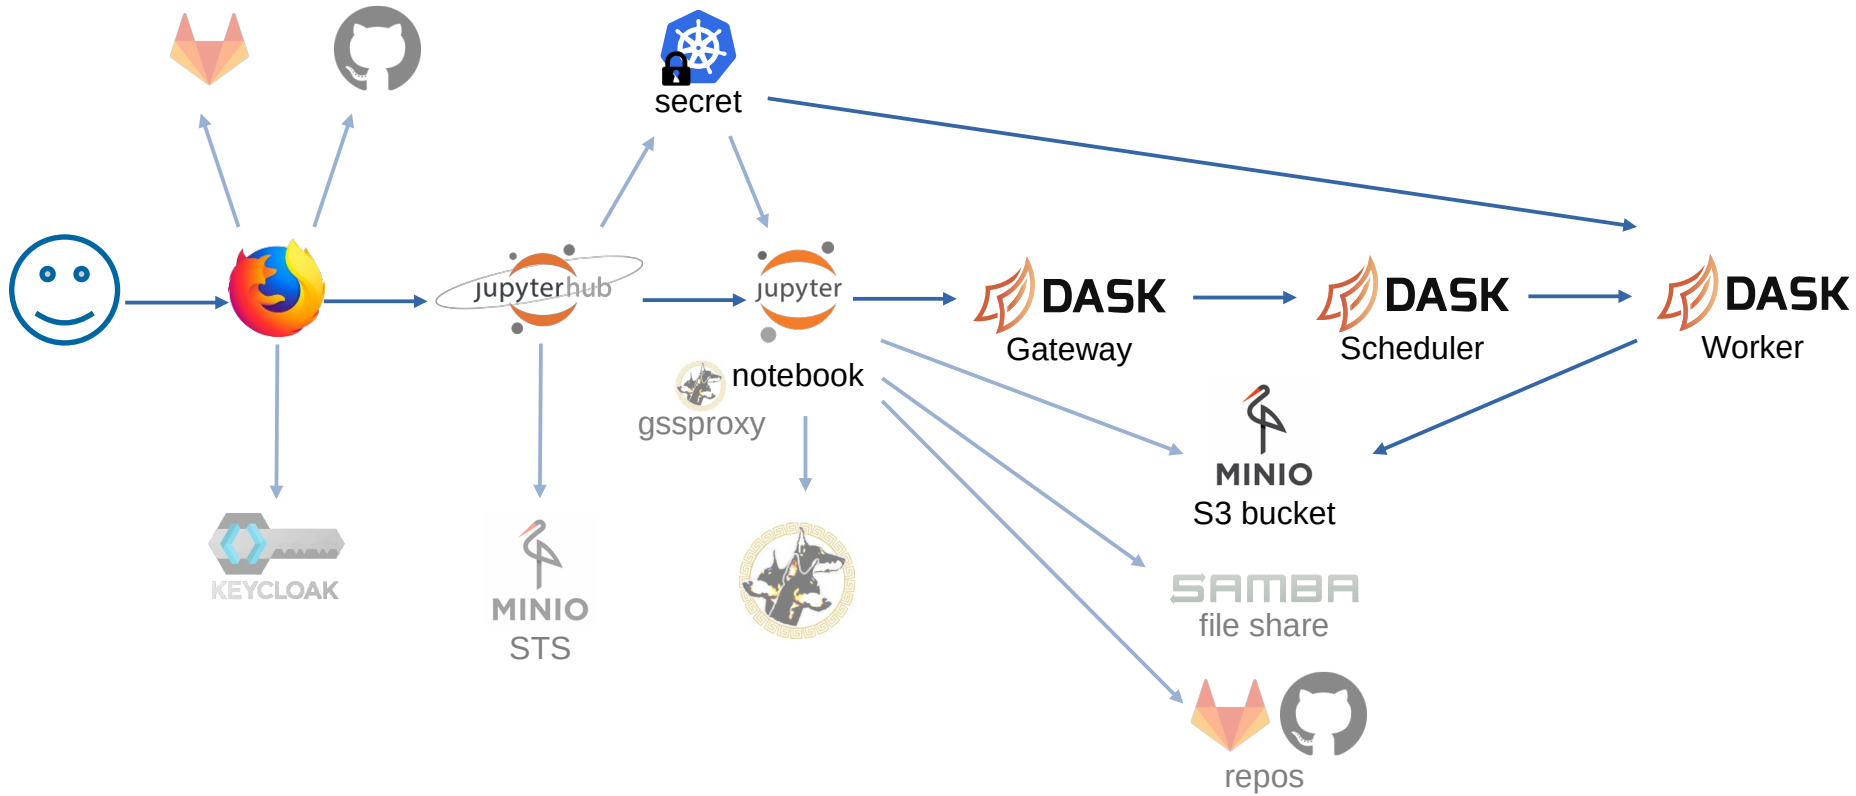 secret
jupyterhub
jupyter
DASK
Gateway
DASK
Scheduler
DASK
Worker
notebook
gssproxy
MINIO
S3 bucket
KEYCLOAK
MINIO
STS
SAMBA
file share
repos